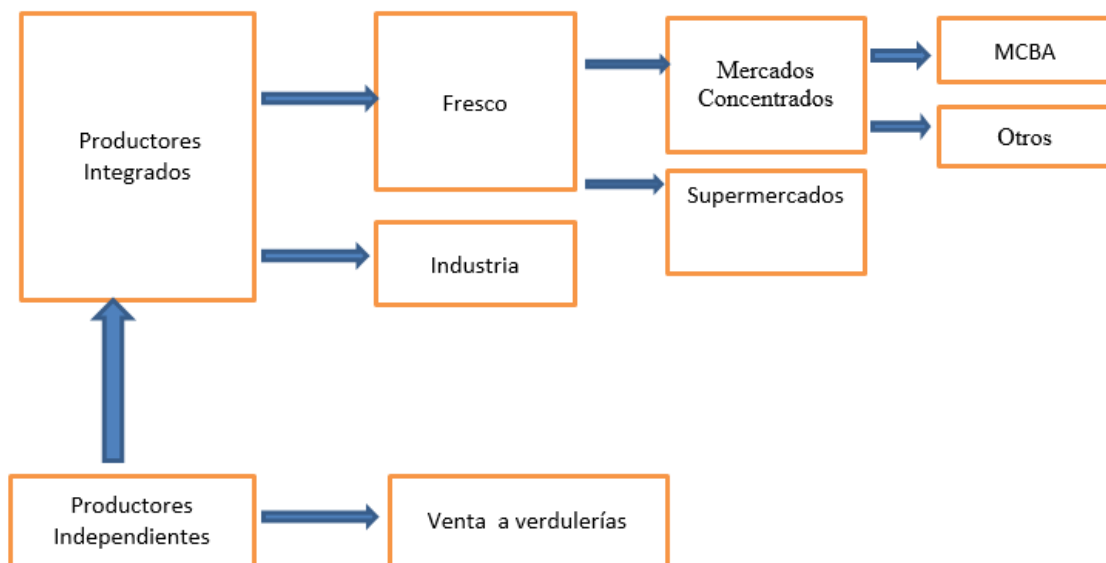 Productores
Integrados
Fresco
Industria
Mercados
Concentrados
Supermercados
MCBA
Otros
Productores
Independientes
Venta a verdulerías